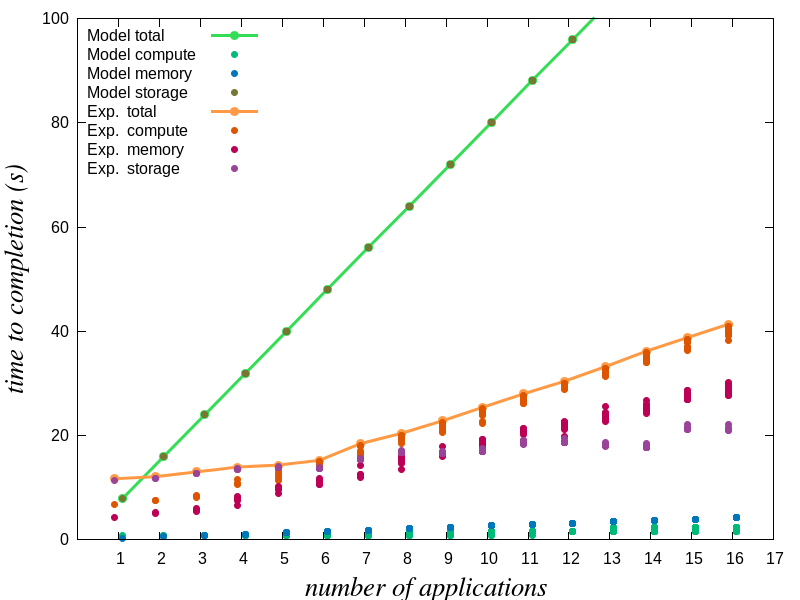 100
80
60
40
20
0
time to completion (s)
Model total
Model compute
Model memory
Model storage
Exp. total
Exp. compute
Exp. memory
Exp. storage
1 2 3 4 5 6 7 8 9 10 11 12 13 14 15 16 17
number of applications